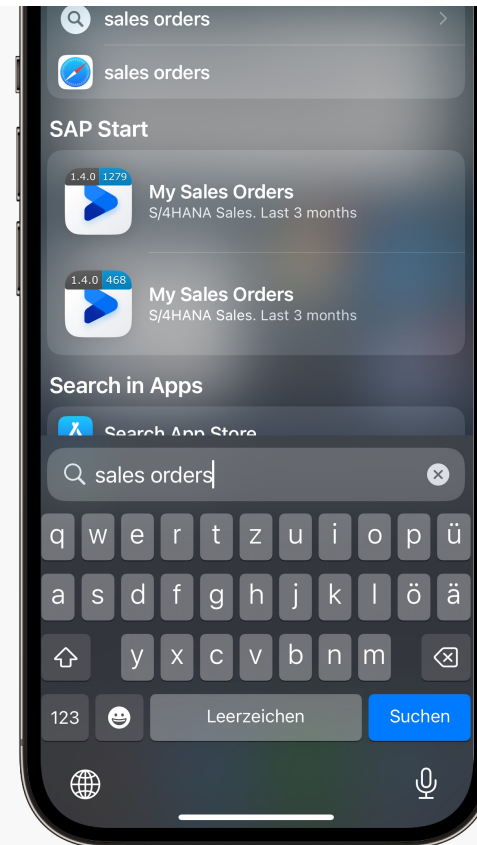 sales orders
sales orders
SAP Start
1.4.0 1279
My Sales Orders
S/4HANA Sales. Last 3 months
1.4.0 468
My Sales Orders
S/4HANA Sales. Last 3 months
Search in Apps
Search App Store
sales orders
q w e r t z u i o p ü
a s d f g h j k l ö ä
y x c v b n m
123 Leerzeichen Suchen